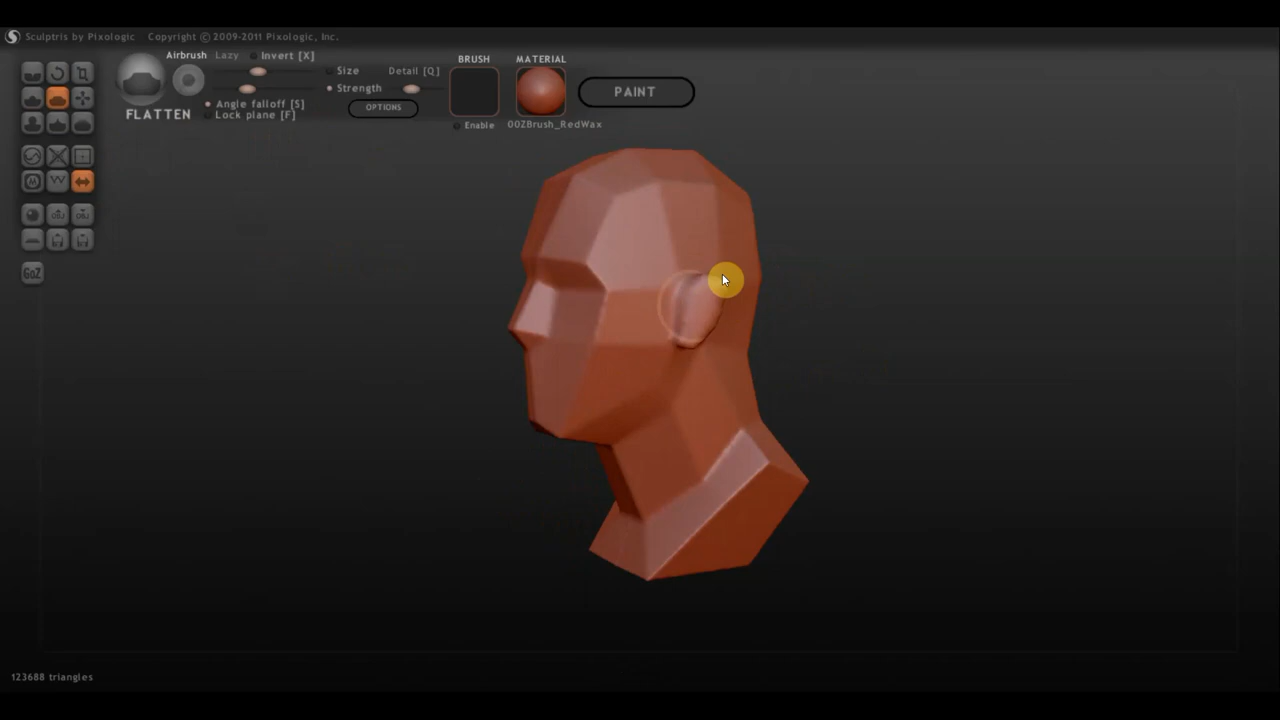 Sculptris by Pixologic Copyright © 2009-2011 Pixologic, Inc.
Airbrush Lazy Invert [X]
Size Detail [Q]
Strength
Angle falloff [S]
Lock plane [F]
OPTIONS
FLATTEN
BRUSH
Enable
MATERIAL
00ZBrush_RedWax
PAINT
GoZ
123688 triangles